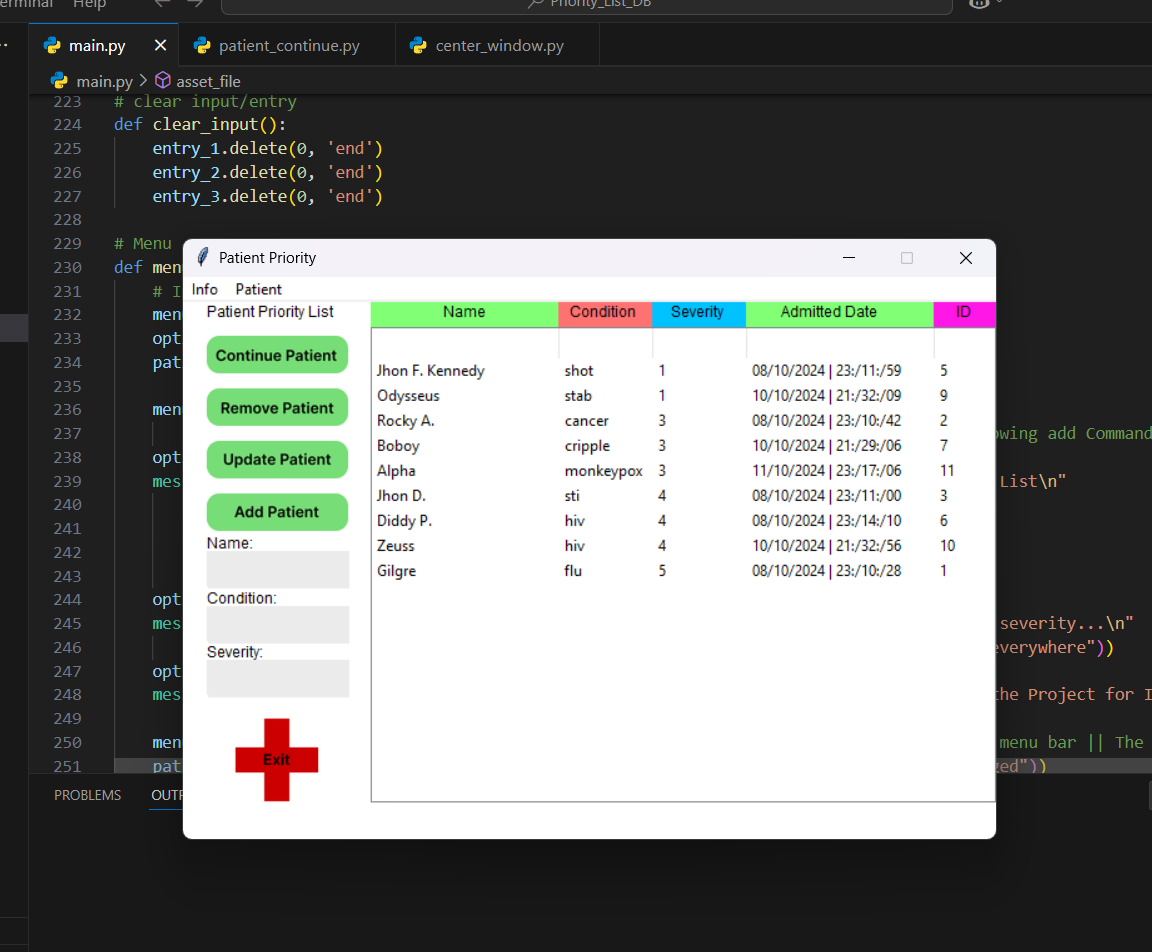 erminal Help Priority_List_DB
main.py patient_continue.py center_window.py
main.py > asset_file
223 # clear input/entry
224 def clear_input():
225 entry_1.delete(0, 'end')
226 entry_2.delete(0, 'end')
227 entry_3.delete(0, 'end')
228
229 # Menu
230 def men
231 # I
232 men
233 opt
234 pat
235
236 men
237 owing add Command
238 opt
239 mes List\n"
240
241
242
243
244 opt
245 mes severity...\n"
246 everywhere"))
247 opt
248 mes he Project for I
249
250 men menu bar || The
251 pat ged"))
PROBLEMS OUTP
Patient Priority
Info Patient
Patient Priority List
Continue Patient
Remove Patient
Update Patient
Add Patient
Name:
Condition:
Severity:
Exit
Name Condition Severity Admitted Date ID
Jhon F. Kennedy shot 1 08/10/2024 | 23:/11:/59 5
Odysseus stab 1 10/10/2024 | 21:/32:/09 9
Rocky A. cancer 3 08/10/2024 | 23:/10:/42 2
Boboy cripple 3 10/10/2024 | 21:/29:/06 7
Alpha monkeypox 3 11/10/2024 | 23:/17:/06 11
Jhon D. sti 4 08/10/2024 | 23:/11:/00 3
Diddy P. hiv 4 08/10/2024 | 23:/14:/10 6
Zeuss hiv 4 10/10/2024 | 21:/32:/56 10
Gilgre flu 5 08/10/2024 | 23:/10:/28 1